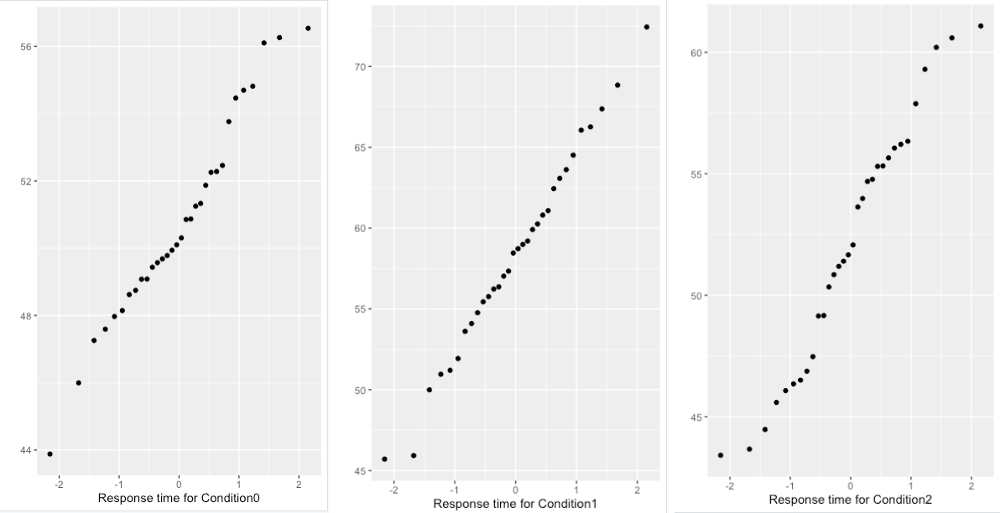 56
52
48
44
-2 -1 0 1 2
Response time for Condition0
70
65
60
55
50
45
-2 -1 0 1 2
Response time for Condition1
60
55
50
45
-2 -1 0 1 2
Response time for Condition2